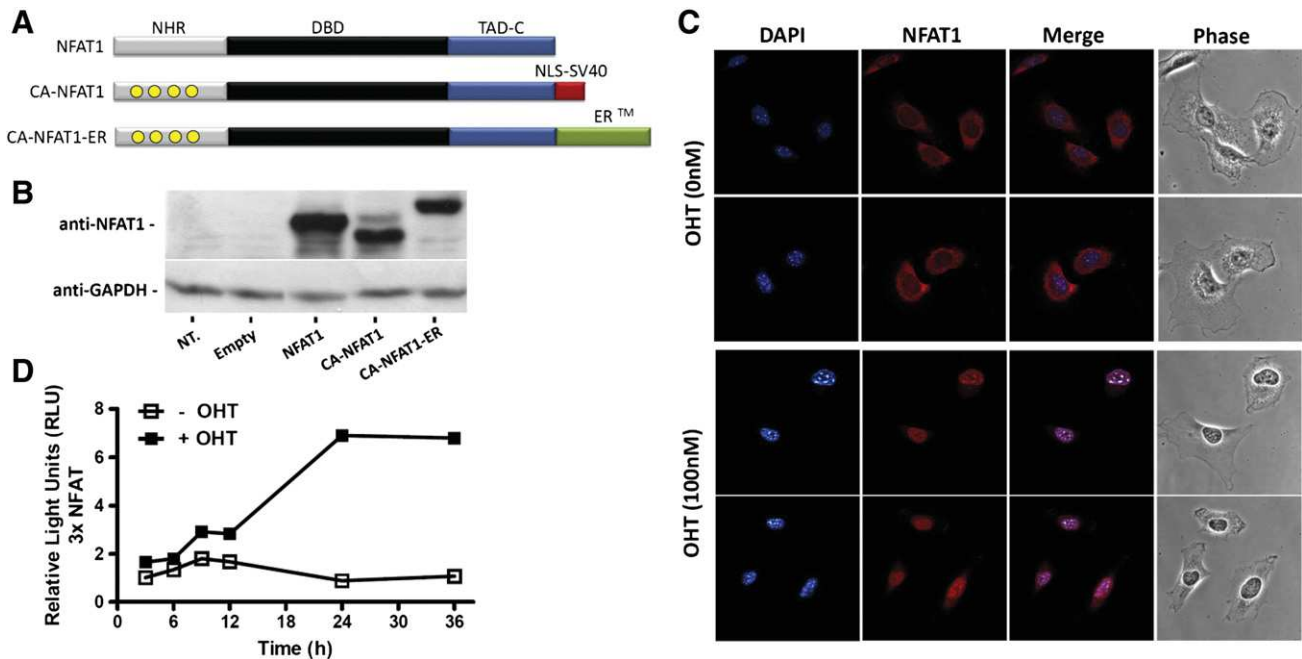 A
NHR DBD TAD-C
NFAT1
NLS-SV40
CA-NFAT1
ER TM
CA-NFAT1-ER
B
anti-NFAT1 -
anti-GAPDH -
NT. Empty NFAT1 CA-NFAT1 CA-NFAT1-ER
C
DAPI NFAT1 Merge Phase
OHT (0nM)
OHT (100nM)
D
Relative Light Units (RLU)
3x NFAT
8
6
4
2
0
- OHT
+ OHT
0 6 12 18 24 30 36
Time (h)